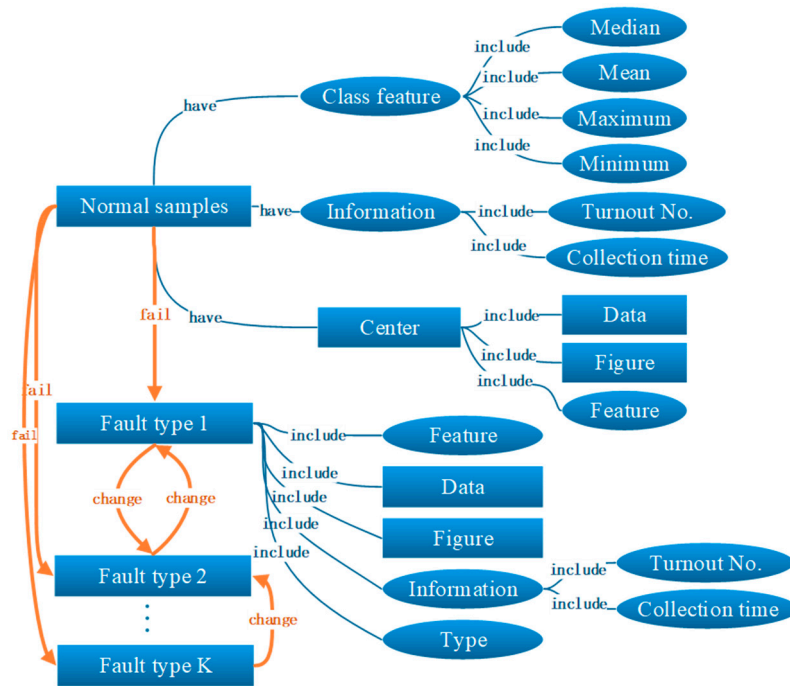 Median
include
Mean
include
Class feature
include
Maximum
have
include
Minimum
Normal samples
have
Information
include
Turnout No.
include
Collection time
fail
have
Center
include
Data
include
Figure
include
Feature
fail
fail
Fault type 1
include
Feature
include
Data
change
change
include
Figure
include
include
Fault type 2
Information
include
Turnout No.
include
Collection time
change
Type
Fault type K